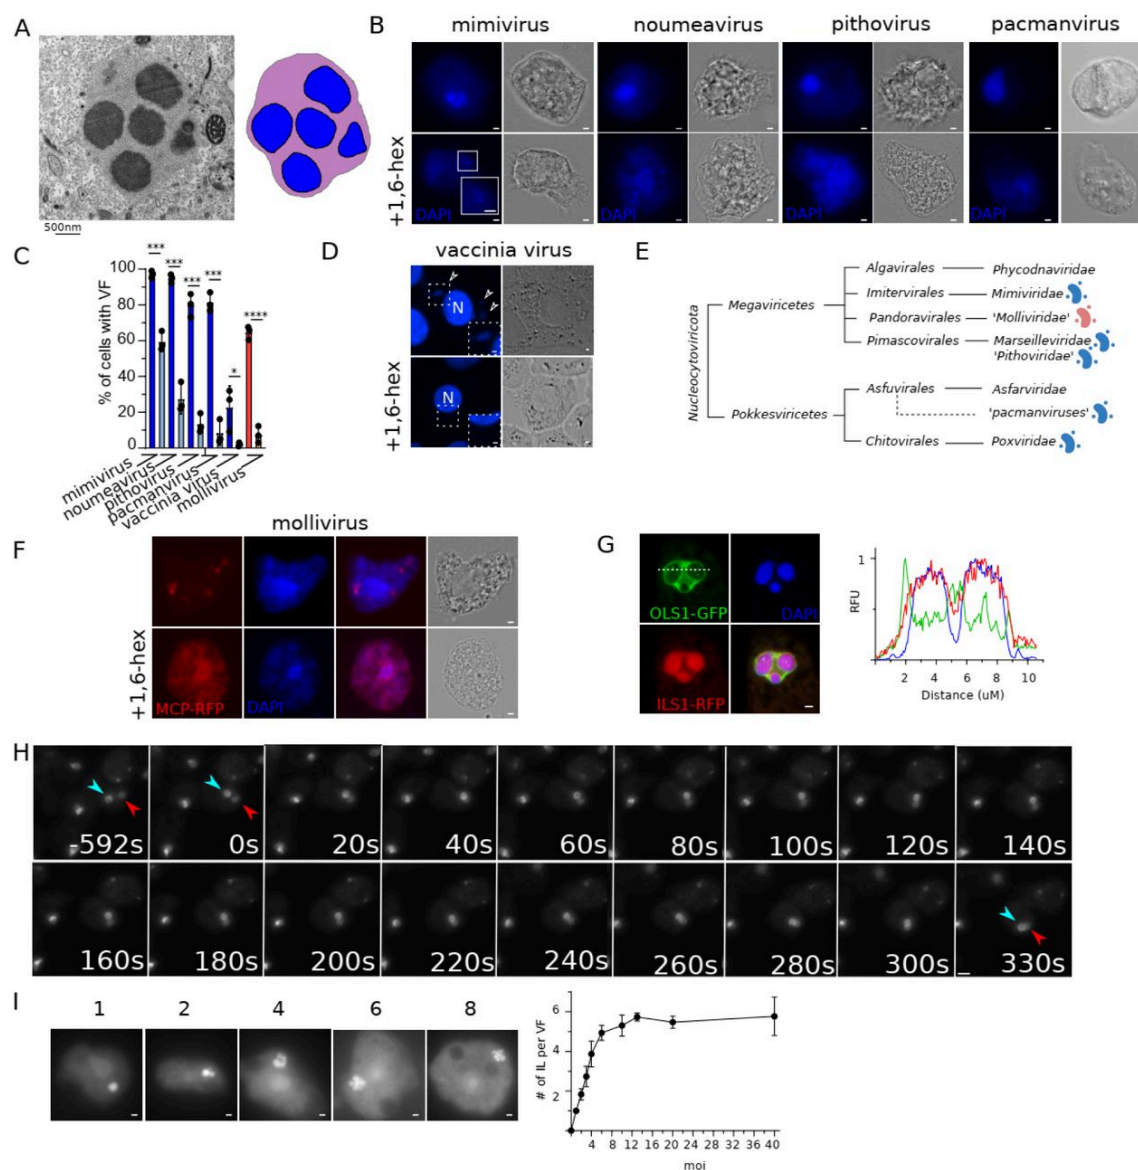 A
500nm
B
mimivirus
noumeavirus
pithovirus
pacmanvirus
+1,6-hex
DAPI
DAPI
DAPI
DAPI
C
% of cells with VF
100
80
60
40
20
0
***
***
***
***
*
****
mimivirus
noumeavirus
pithovirus
pacmanvirus
vaccinia virus
mollivirus
D
vaccinia virus
N
+1,6-hex
N
E
Nucleocytoviricota
Megaviricetes
Pokkesviricetes
Algavirales
Phycodnaviridae
Imitervirales
Mimiviridae
Pandoravirales
'Molliviridae'
Pimascovirales
Marseilleviridae
'Pithoviridae'
Asfuvirales
Asfarviridae
'pacmanviruses'
Chitovirales
Poxviridae
F
mollivirus
+1,6-hex
MCP-RFP
DAPI
G
OLS1-GFP
DAPI
ILS1-RFP
RFU
1
2 4 6 8 10
Distance (uM)
H
-592s 0s 20s 40s 60s 80s 100s 120s 140s
160s 180s 200s 220s 240s 260s 280s 300s 330s
I
1 2 4 6 8
# of IL per VF
6
4
2
4 8 12 16 20 24 28 32 36 40
moi